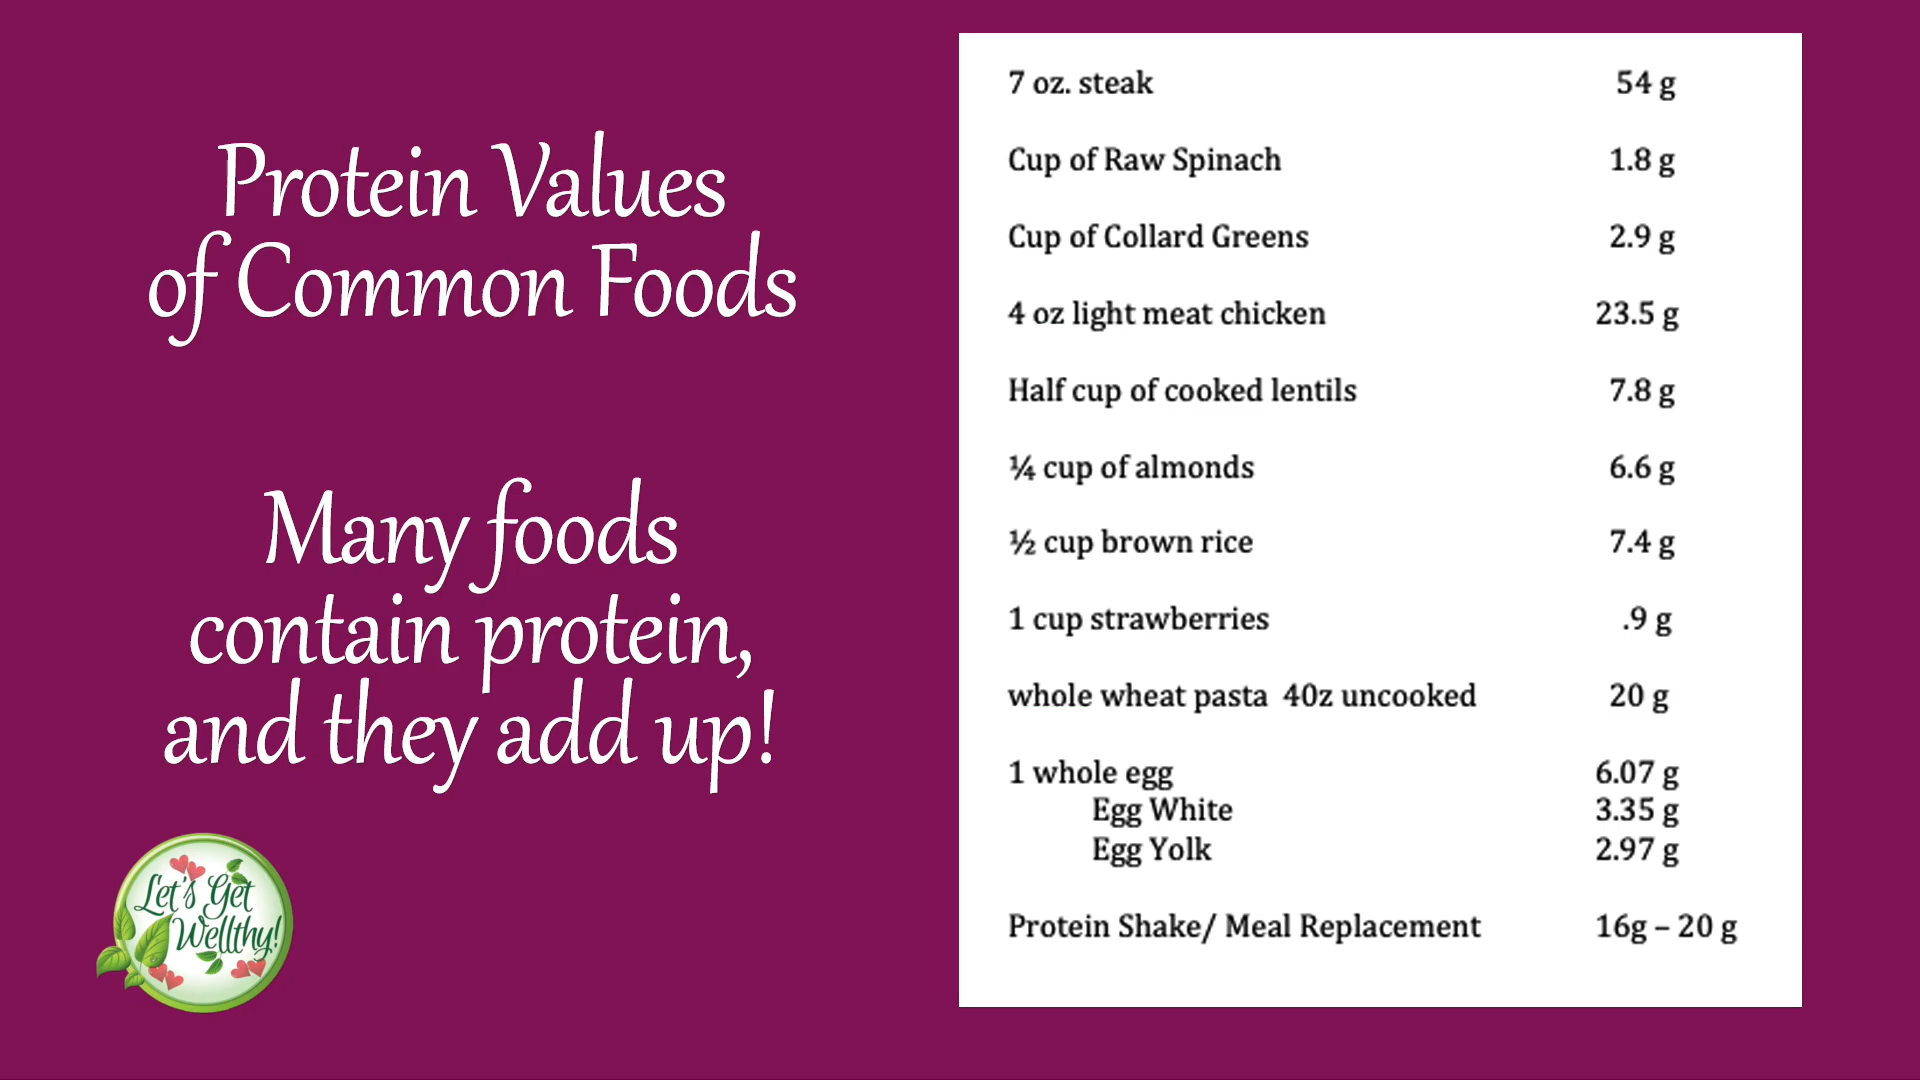 Protein Values
of Common Foods
Many foods
contain protein,
and they add up!
Let's Get
Wellthy!
7 oz. steak 54 g
Cup of Raw Spinach 1.8 g
Cup of Collard Greens 2.9 g
4 oz light meat chicken 23.5 g
Half cup of cooked lentils 7.8 g
¼ cup of almonds 6.6 g
½ cup brown rice 7.4 g
1 cup strawberries .9 g
whole wheat pasta 40z uncooked 20 g
1 whole egg 6.07 g
Egg White 3.35 g
Egg Yolk 2.97 g
Protein Shake/ Meal Replacement 16g – 20 g